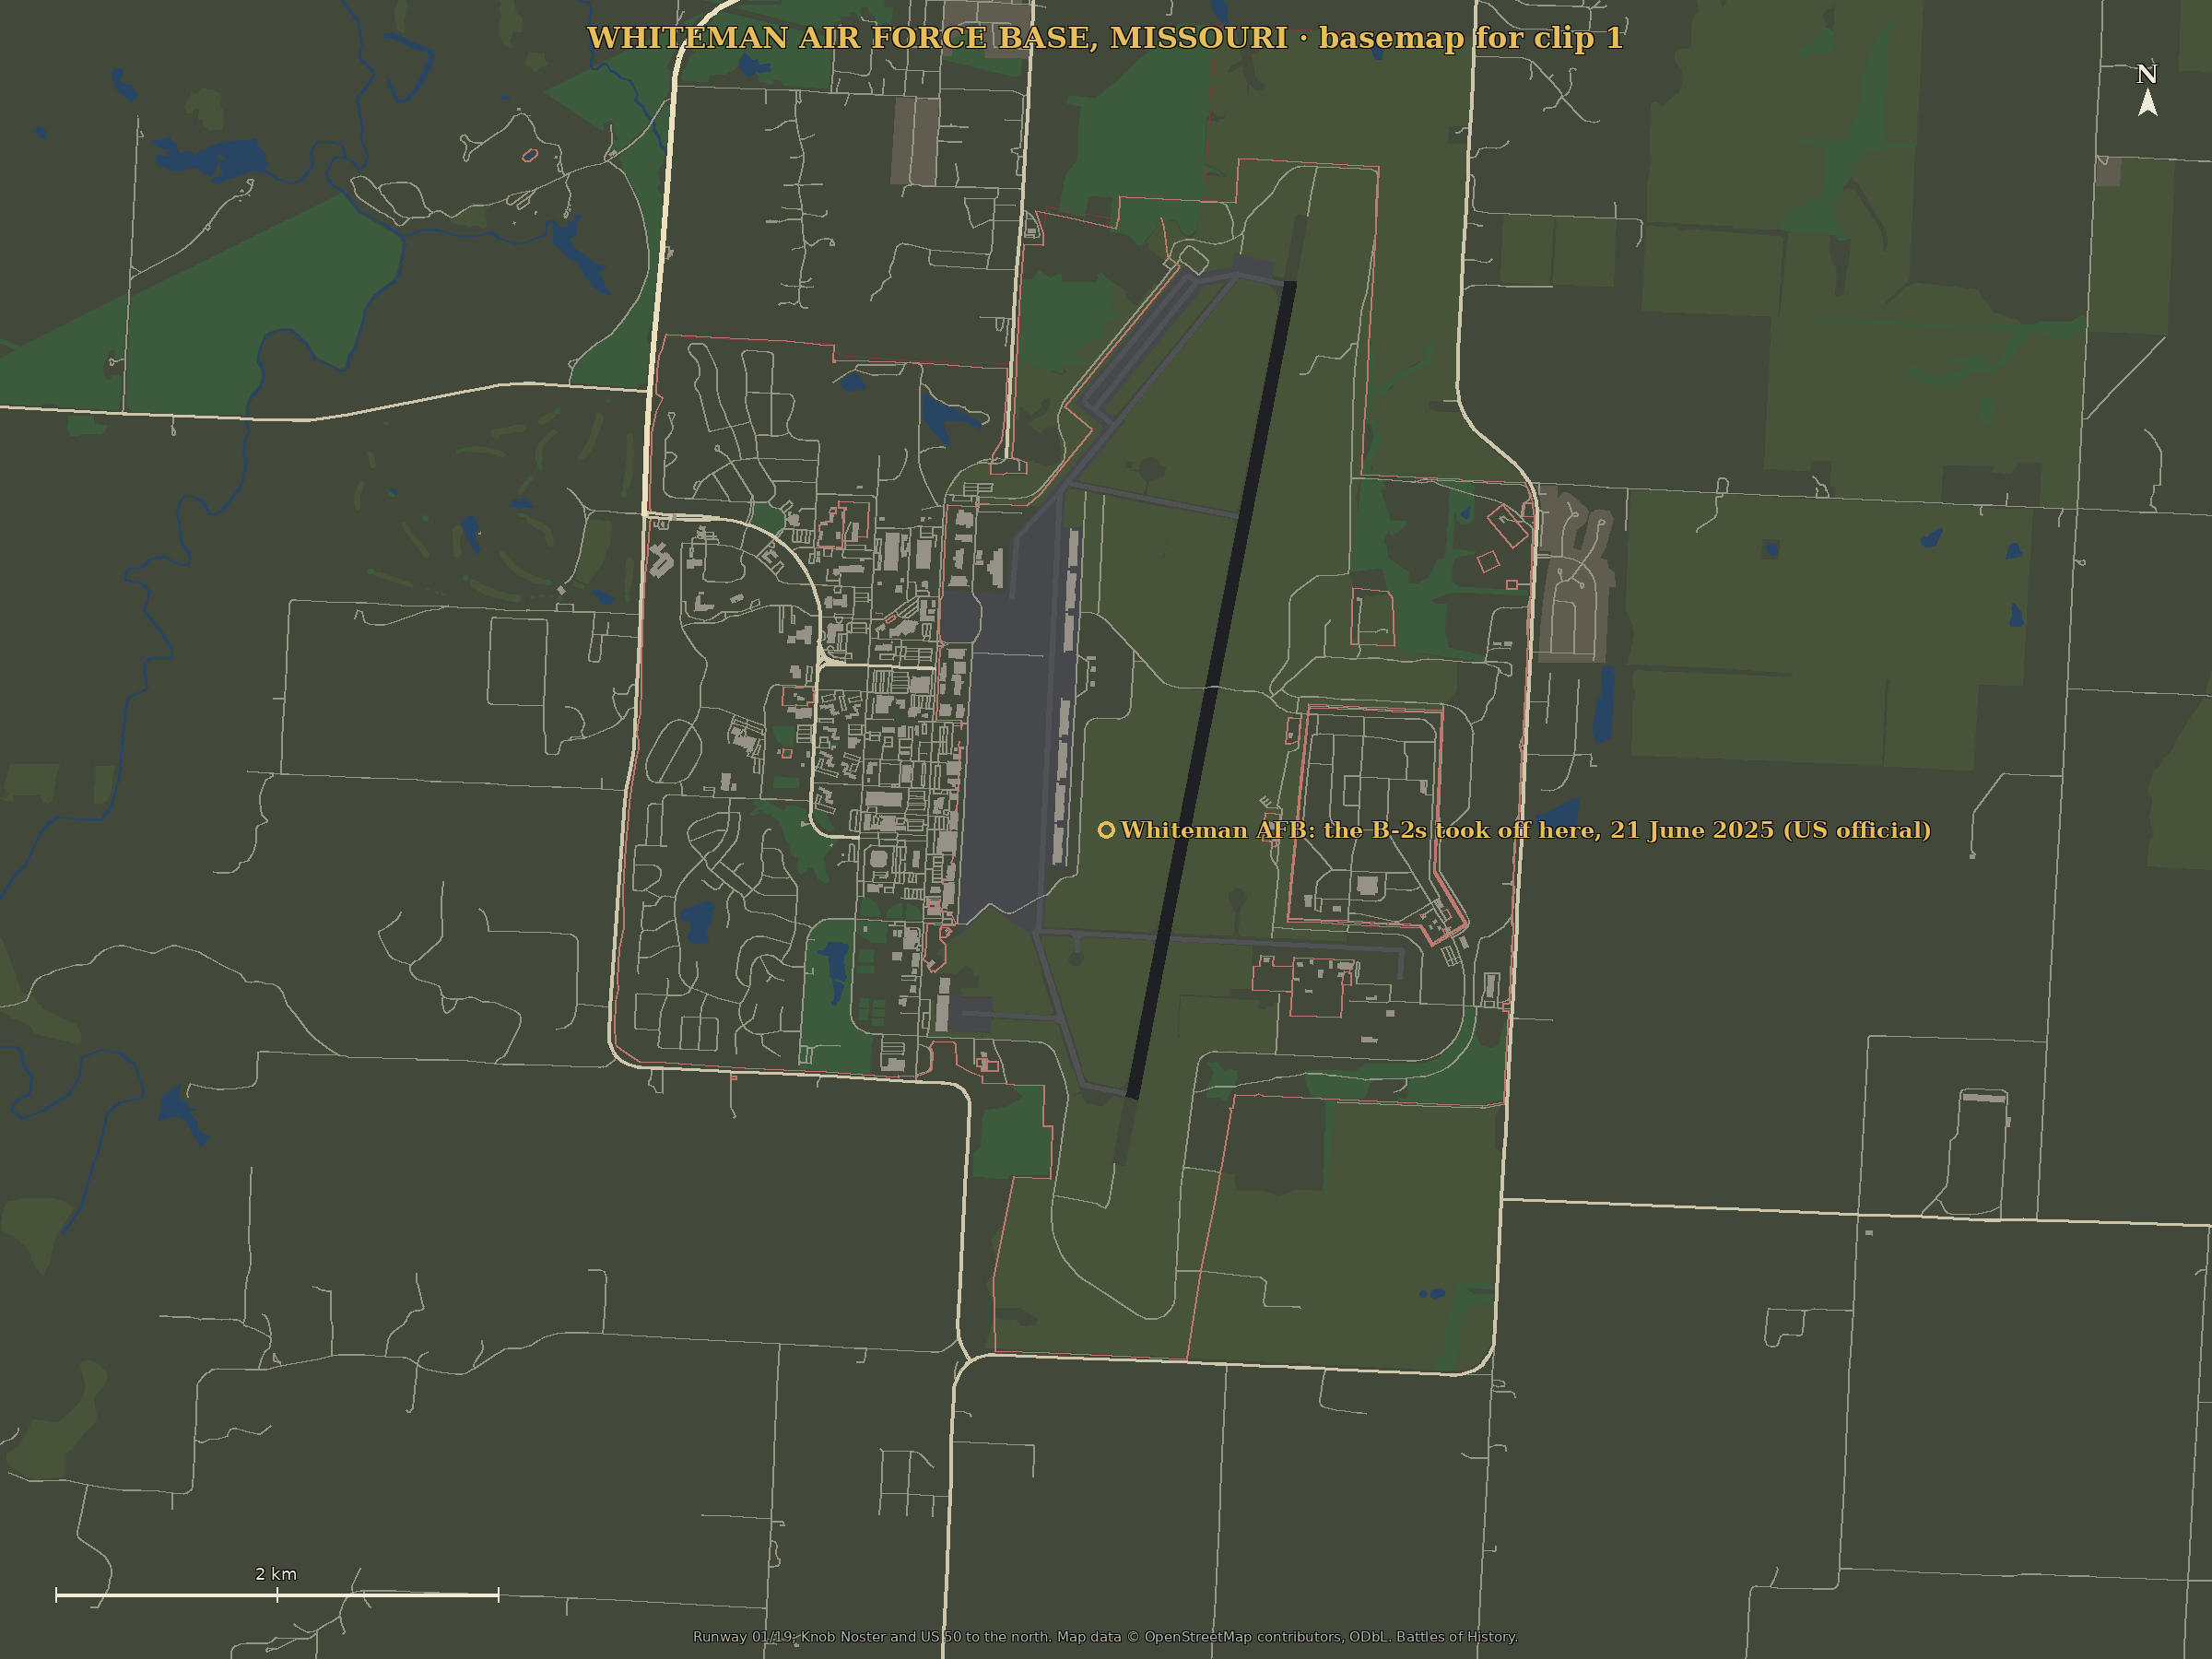 WHITEMAN AIR FORCE BASE, MISSOURI · basemap for clip 1
N
Whiteman AFB: the B-2s took off here, 21 June 2025 (US official)
2 km
Runway 01/19; Knob Noster and US 50 to the north. Map data © OpenStreetMap contributors, ODbL. Battles of History.